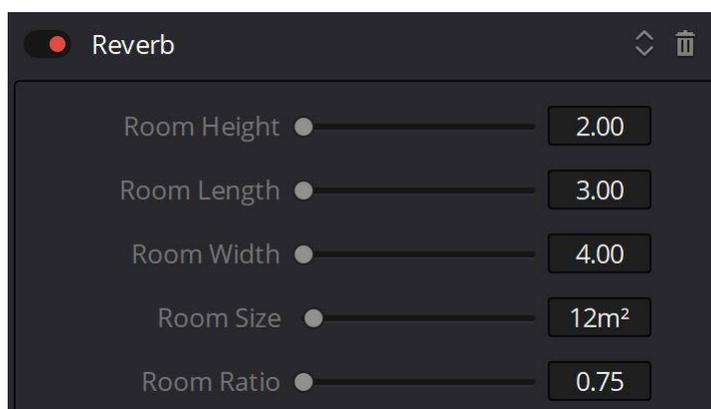 Reverb
Room Height 2.00
Room Length 3.00
Room Width 4.00
Room Size 12m²
Room Ratio 0.75